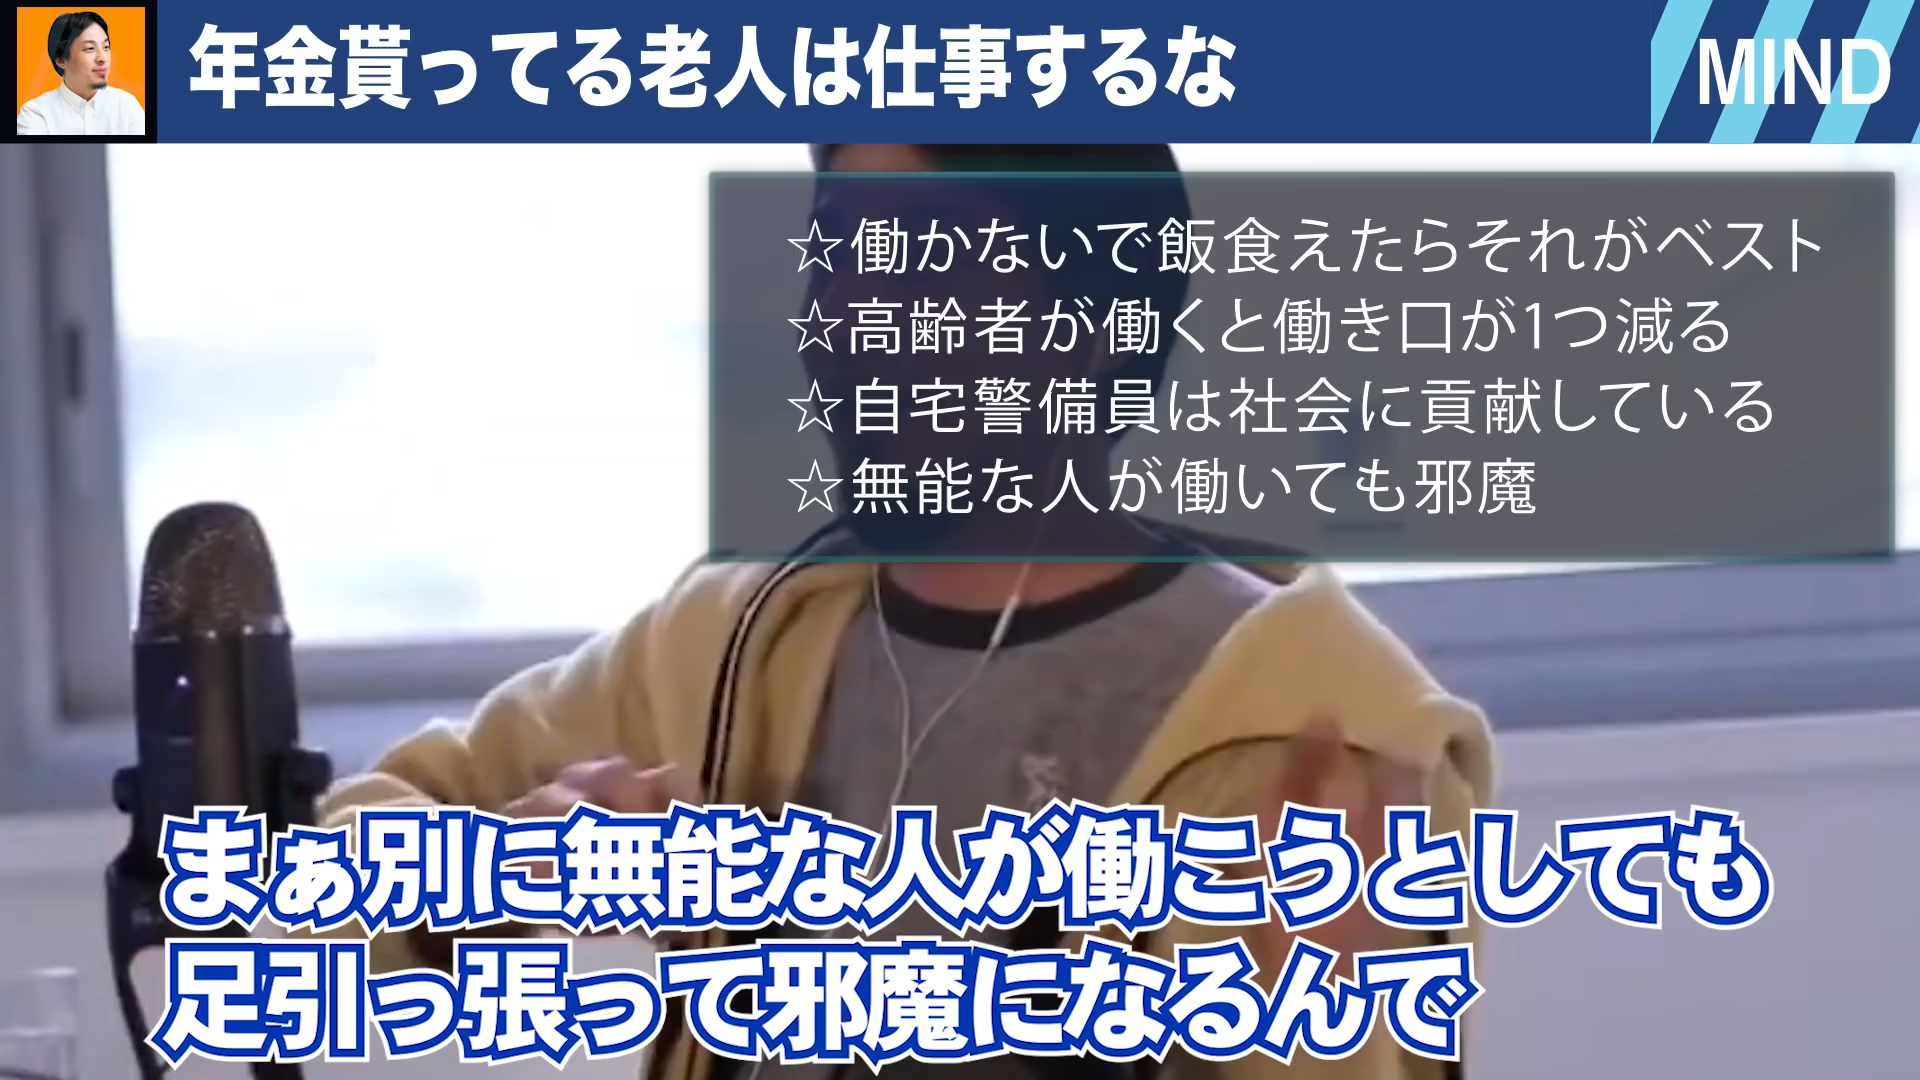 年金貰ってる老人は仕事するな
MIND
☆働かないで飯食えたらそれがベスト
☆高齢者が働くと働き口が1つ減る
☆自宅警備員は社会に貢献している
☆無能な人が働いても邪魔
まぁ別に無能な人が働こうとしても
足引っ張って邪魔になるんで